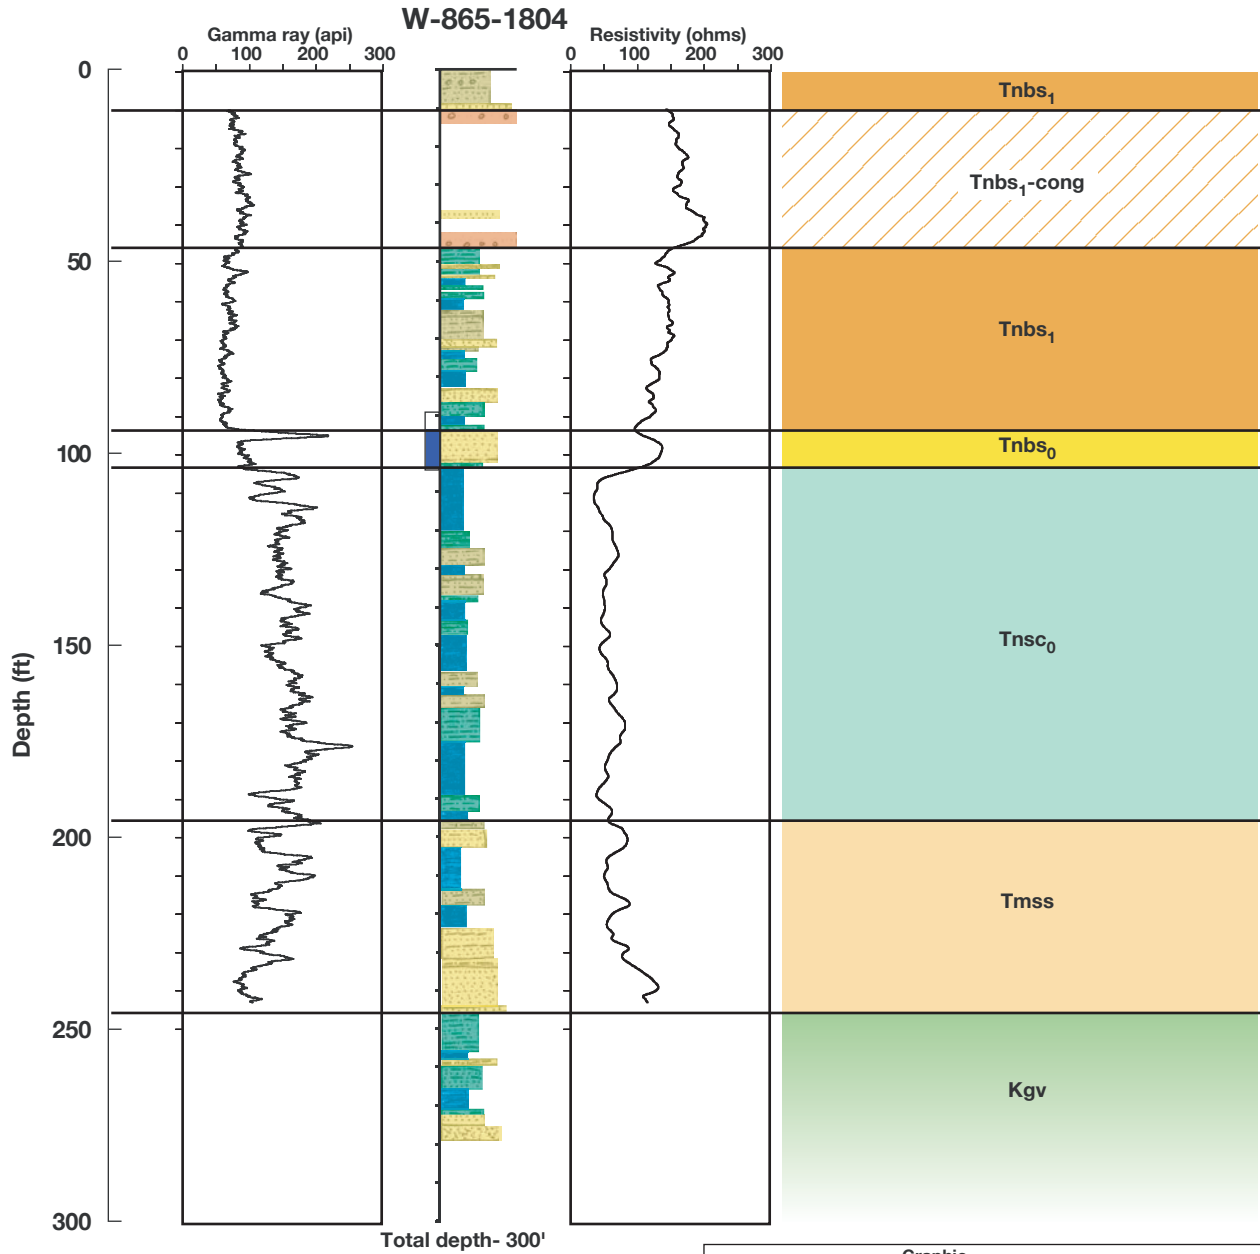 W-865-1804
Gamma ray (api)
Resistivity (ohms)
0 100 200 300
0 100 200 300
0
50
100
150
200
250
300
Depth (ft)
Tnbs1
Tnbs1-cong
Tnbs1
Tnbs0
Tnsc0
Tmss
Kgv
Total depth- 300'